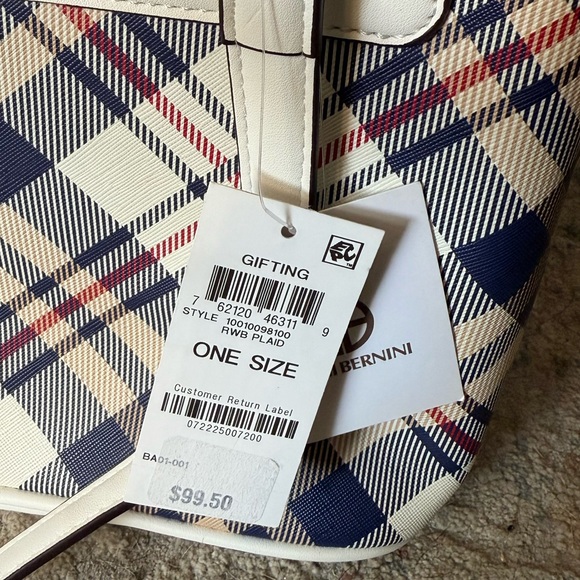 GIFTING
7 62120 46311 9
STYLE 10010098100
RWB PLAID
ONE SIZE
Customer Return Label
072225007200
BA01-001
$99.50
BERNINI